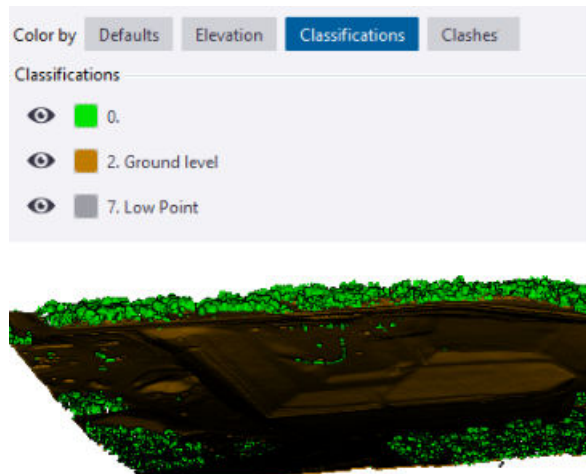 Color by Defaults Elevation Classifications Clashes
Classifications
0.
2. Ground level
7. Low Point